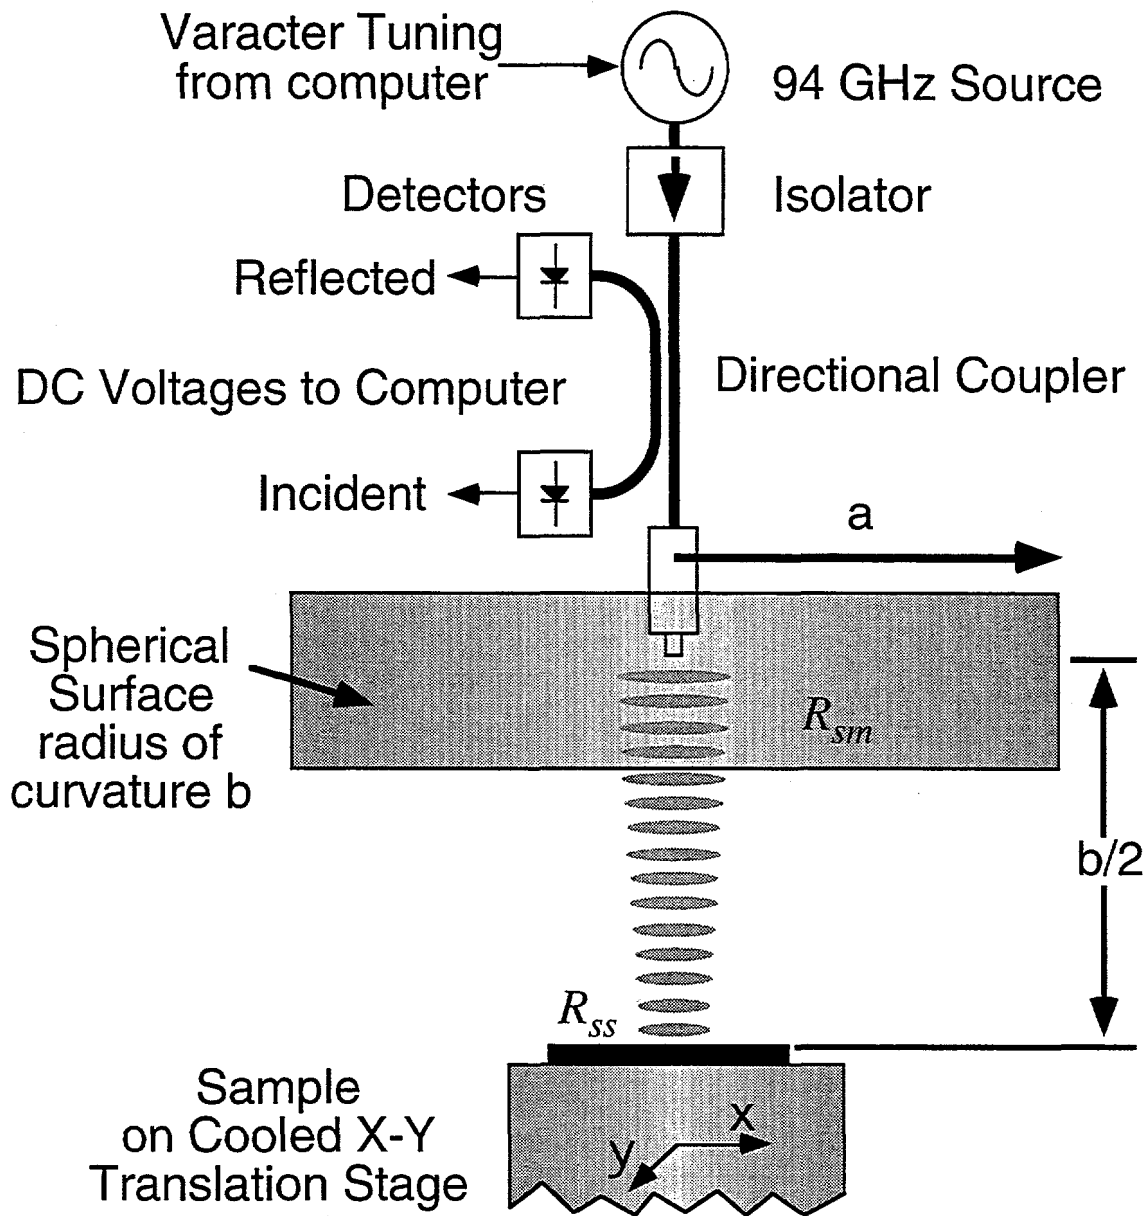 Varacter Tuning
from computer
94 GHz Source
Detectors
Isolator
Reflected
DC Voltages to Computer
Directional Coupler
Incident
a
Spherical
Surface
radius of
curvature b
R_sm
b/2
R_ss
Sample
on Cooled X-Y
Translation Stage
x
y